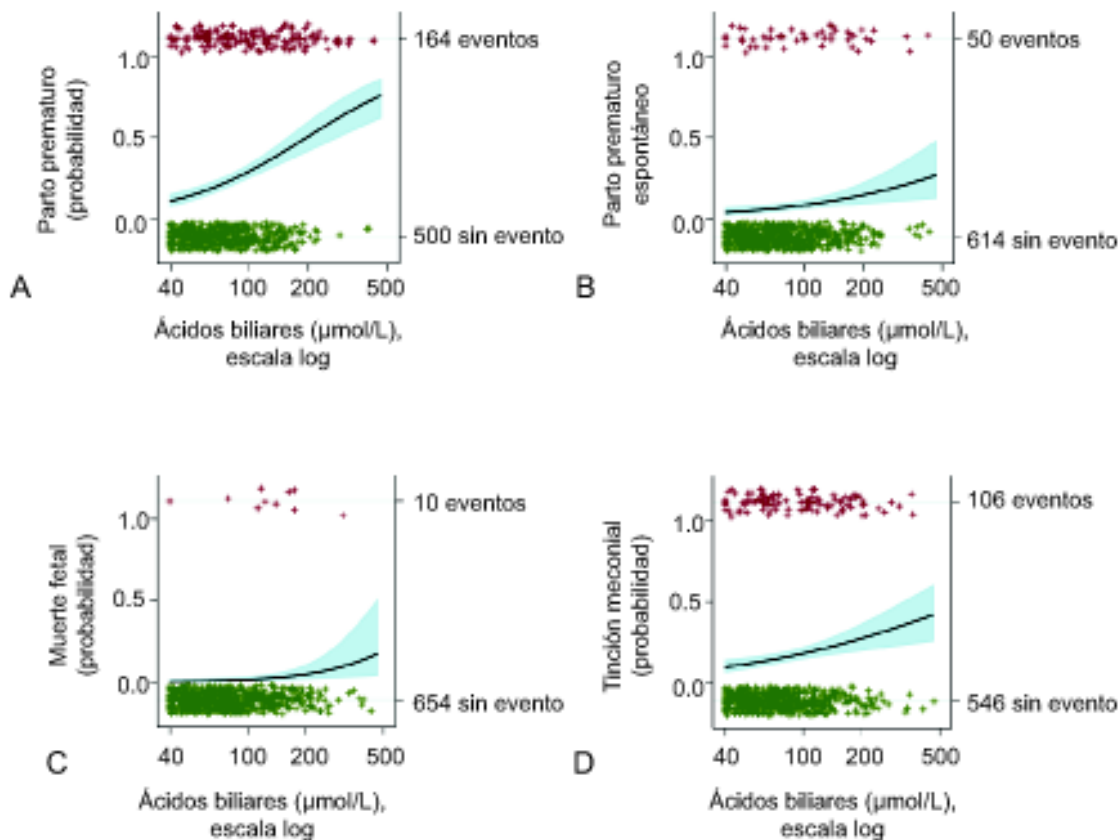 Parto prematuro
(probabilidad)
1.0
0.5
0.0
164 eventos
500 sin evento
40 100 200 500
A
Ácidos biliares (µmol/L),
escala log
Parto prematuro
espontáneo
1.0
0.5
0.0
50 eventos
614 sin evento
40 100 200 500
B
Ácidos biliares (µmol/L),
escala log
Muerte fetal
(probabilidad)
1.0
0.5
0.0
10 eventos
654 sin evento
40 100 200 500
C
Ácidos biliares (µmol/L),
escala log
Tinción meconial
(probabilidad)
1.0
0.5
0.0
106 eventos
546 sin evento
40 100 200 500
D
Ácidos biliares (µmol/L),
escala log